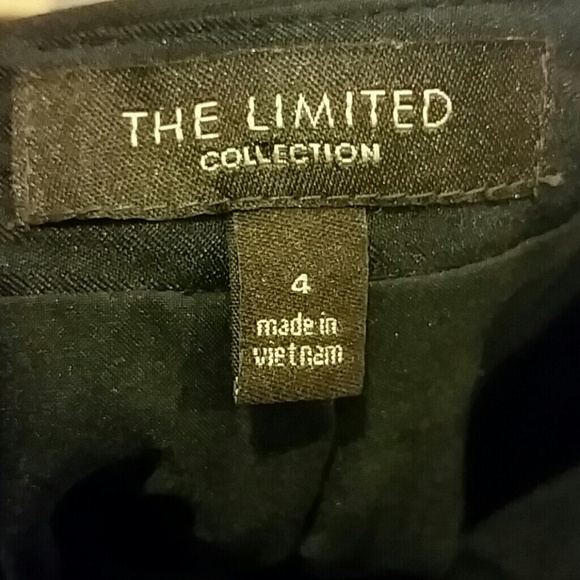 THE LIMITED
COLLECTION
4
made in
vietnam